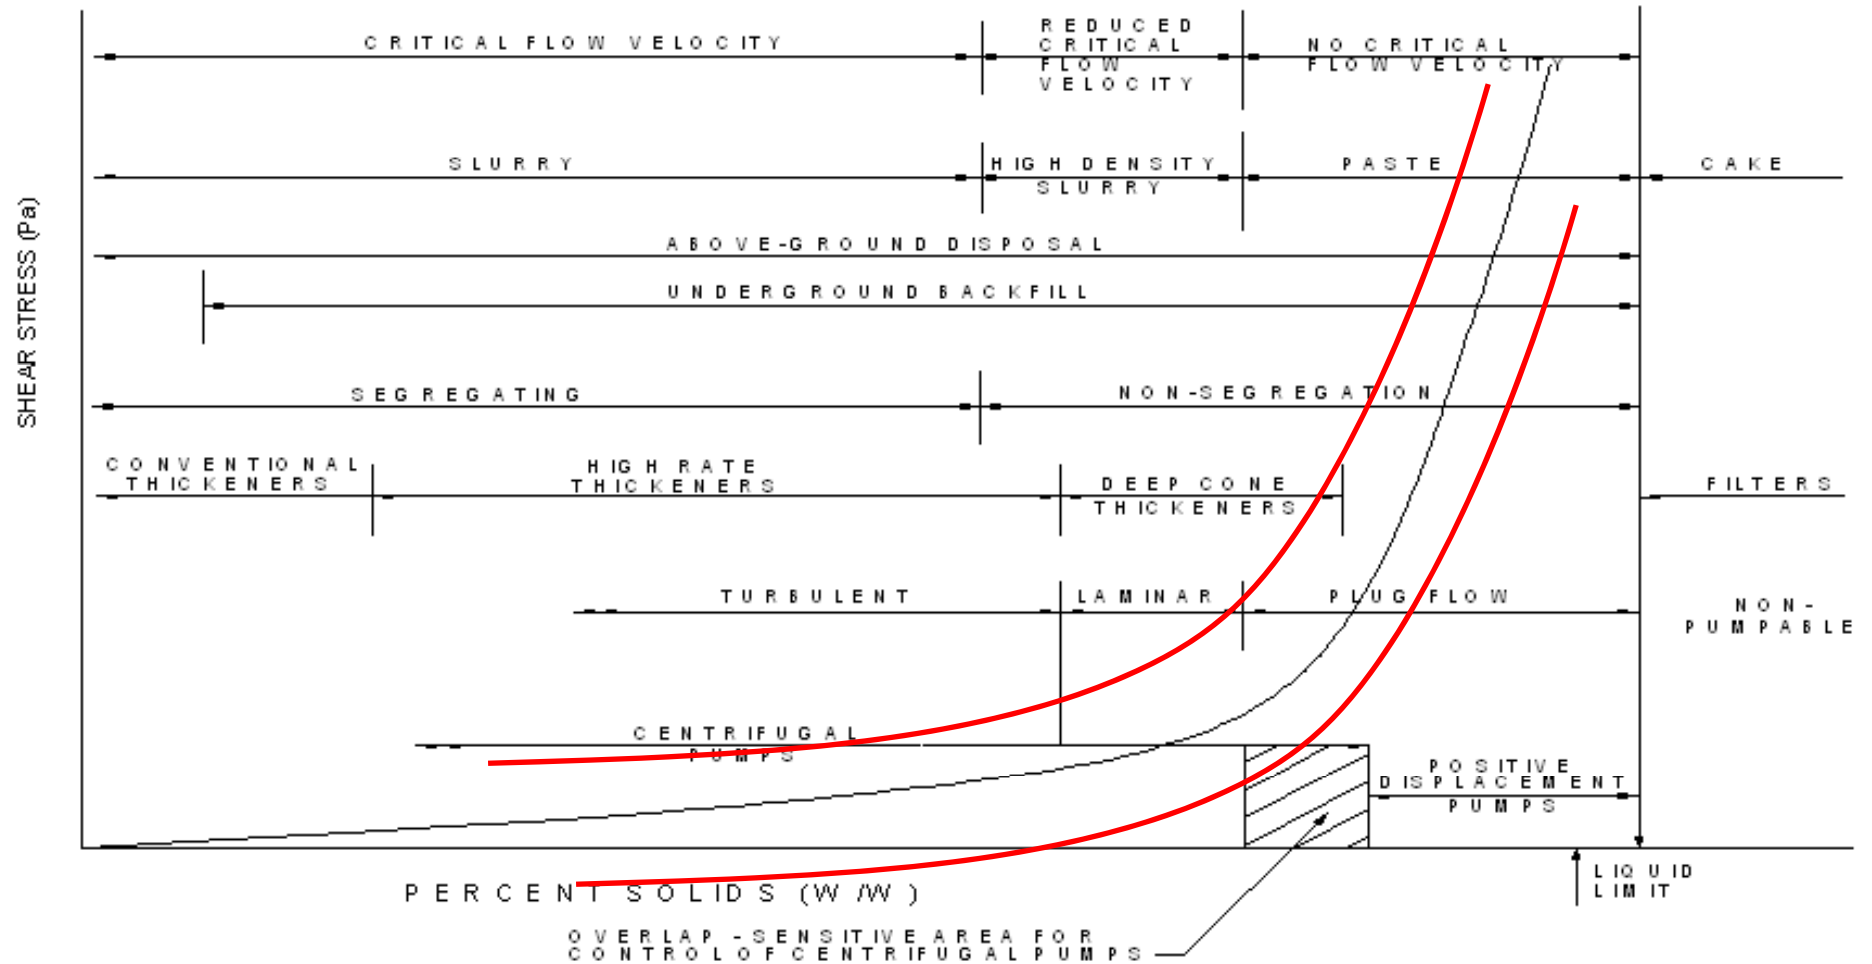 CRITICAL FLOW VELOCITY
REDUCED
CRITICAL
FLOW
VELOCITY
NO CRITICAL
FLOW VELOCITY
SLURRY
HIGH DENSITY
SLURRY
PASTE
CAKE
SHEAR STRESS (Pa)
ABOVE-GROUND DISPOSAL
UNDERGROUND BACKFILL
SEGREGATING
NON-SEGREGATION
CONVENTIONAL
THICKENERS
HIGH RATE
THICKENERS
DEEP CONE
THICKENERS
FILTERS
TURBULENT
LAMINAR
PLUG FLOW
NON-
PUMPABLE
CENTRIFUGAL
PUMPS
POSITIVE
DISPLACEMENT
PUMPS
LIQUID
LIMIT
PERCENT SOLIDS (W/W)
OVERLAP - SENSITIVE AREA FOR
CONTROL OF CENTRIFUGAL PUMPS